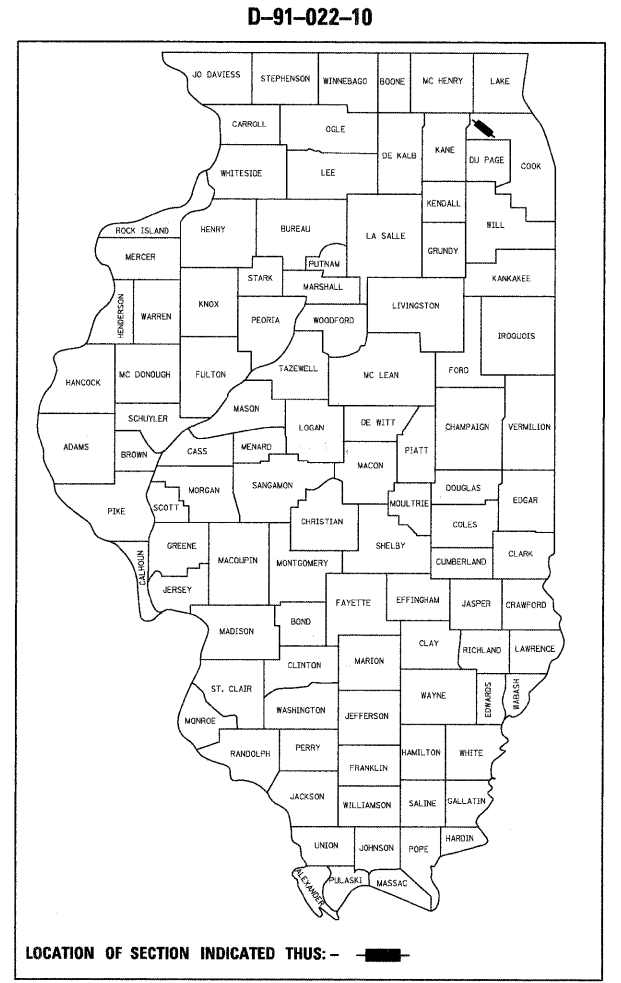 D-91-022-10
JO DAVIESS
STEPHENSON
WINNEBAGO
BOONE
MC HENRY
LAKE
CARROLL
OGLE
DE KALB
KANE
DU PAGE
COOK
WHITESIDE
LEE
KENDALL
WILL
ROCK ISLAND
HENRY
BUREAU
LA SALLE
GRUNDY
MERCER
PUTNAM
KANKAKEE
STARK
MARSHALL
HENDERSON
WARREN
KNOX
PEORIA
WOODFORD
LIVINGSTON
IROQUOIS
HANCOCK
MC DONOUGH
FULTON
TAZEWELL
MC LEAN
FORD
SCHUYLER
MASON
LOGAN
DE WITT
CHAMPAIGN
VERMILION
ADAMS
BROWN
CASS
MENARD
PIATT
MACON
PIKE
SCOTT
MORGAN
SANGAMON
DOUGLAS
MOULTRIE
EDGAR
CHRISTIAN
COLES
CALHOUN
GREENE
MACOUPIN
MONTGOMERY
SHELBY
CUMBERLAND
CLARK
JERSEY
FAYETTE
EFFINGHAM
JASPER
CRAWFORD
MADISON
BOND
CLAY
RICHLAND
LAWRENCE
CLINTON
MARION
ST. CLAIR
WAYNE
EDWARDS
WABASH
MONROE
WASHINGTON
JEFFERSON
RANDOLPH
PERRY
HAMILTON
WHITE
FRANKLIN
JACKSON
WILLIAMSON
SALINE
GALLATIN
UNION
JOHNSON
POPE
HARDIN
ALEXANDER
PULASKI
MASSAC
LOCATION OF SECTION INDICATED THUS: -